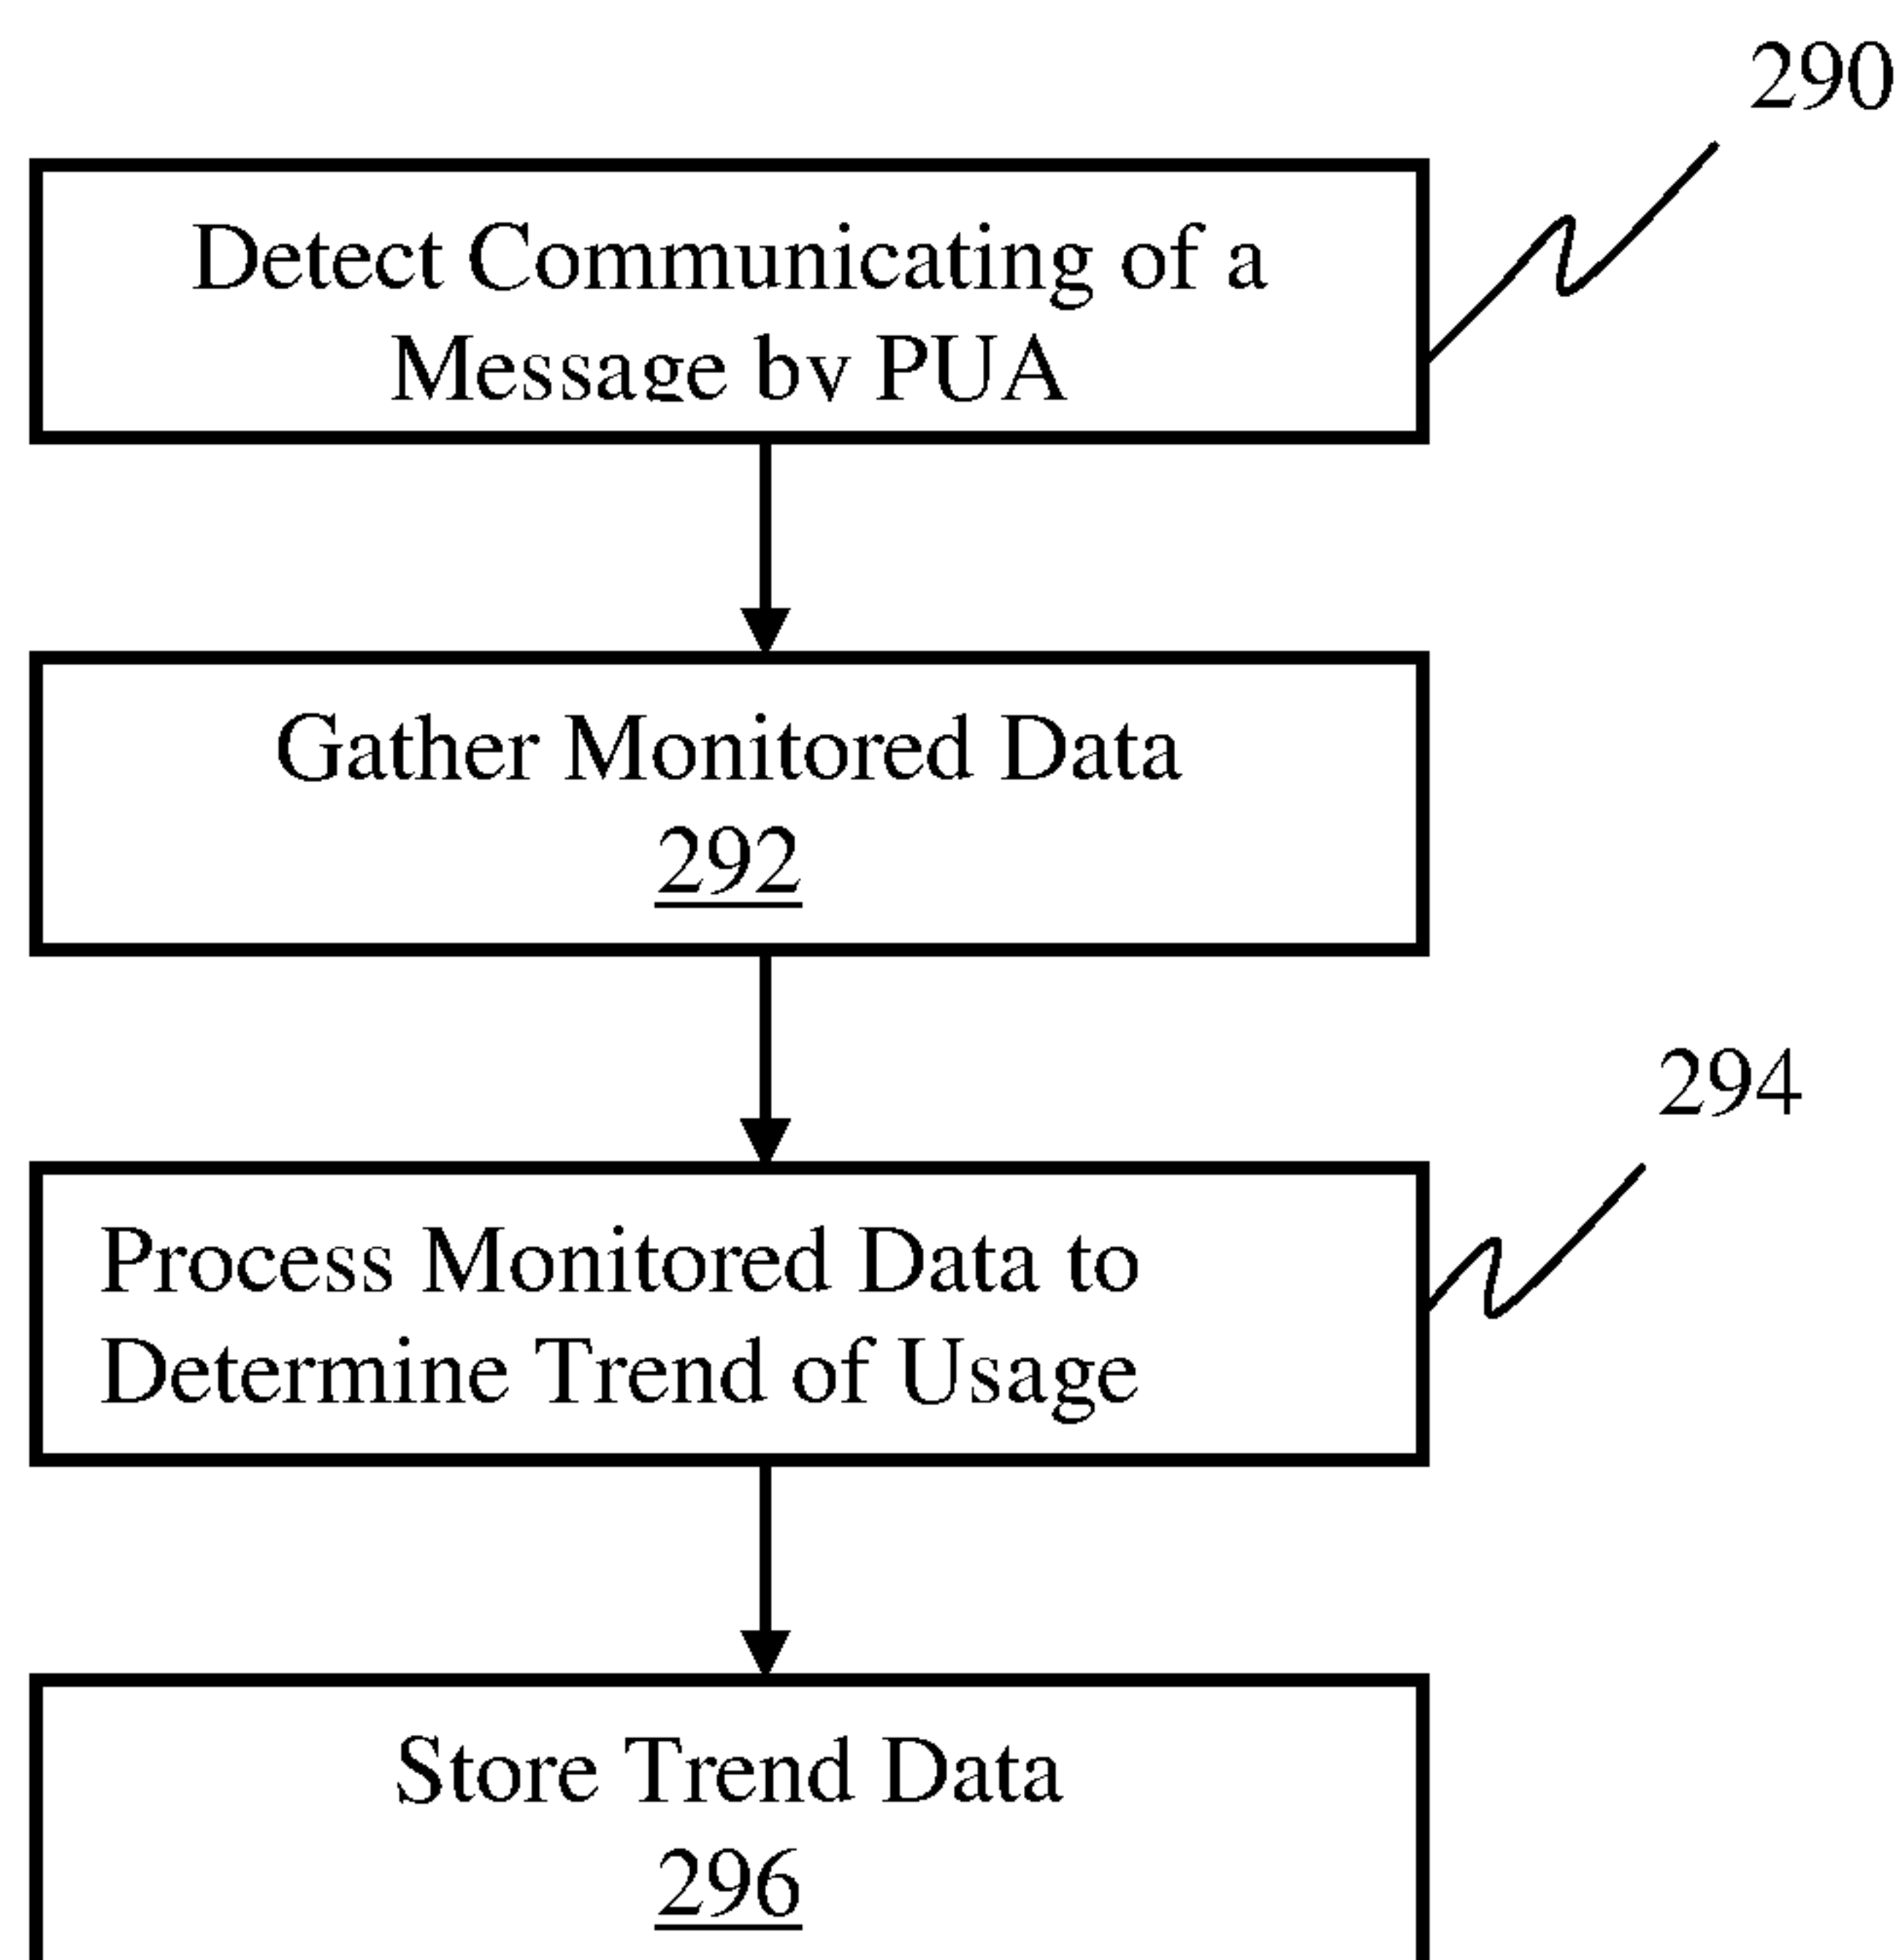 290
Detect Communicating of a
Message by PUA
Gather Monitored Data
292
294
Process Monitored Data to
Determine Trend of Usage
Store Trend Data
296